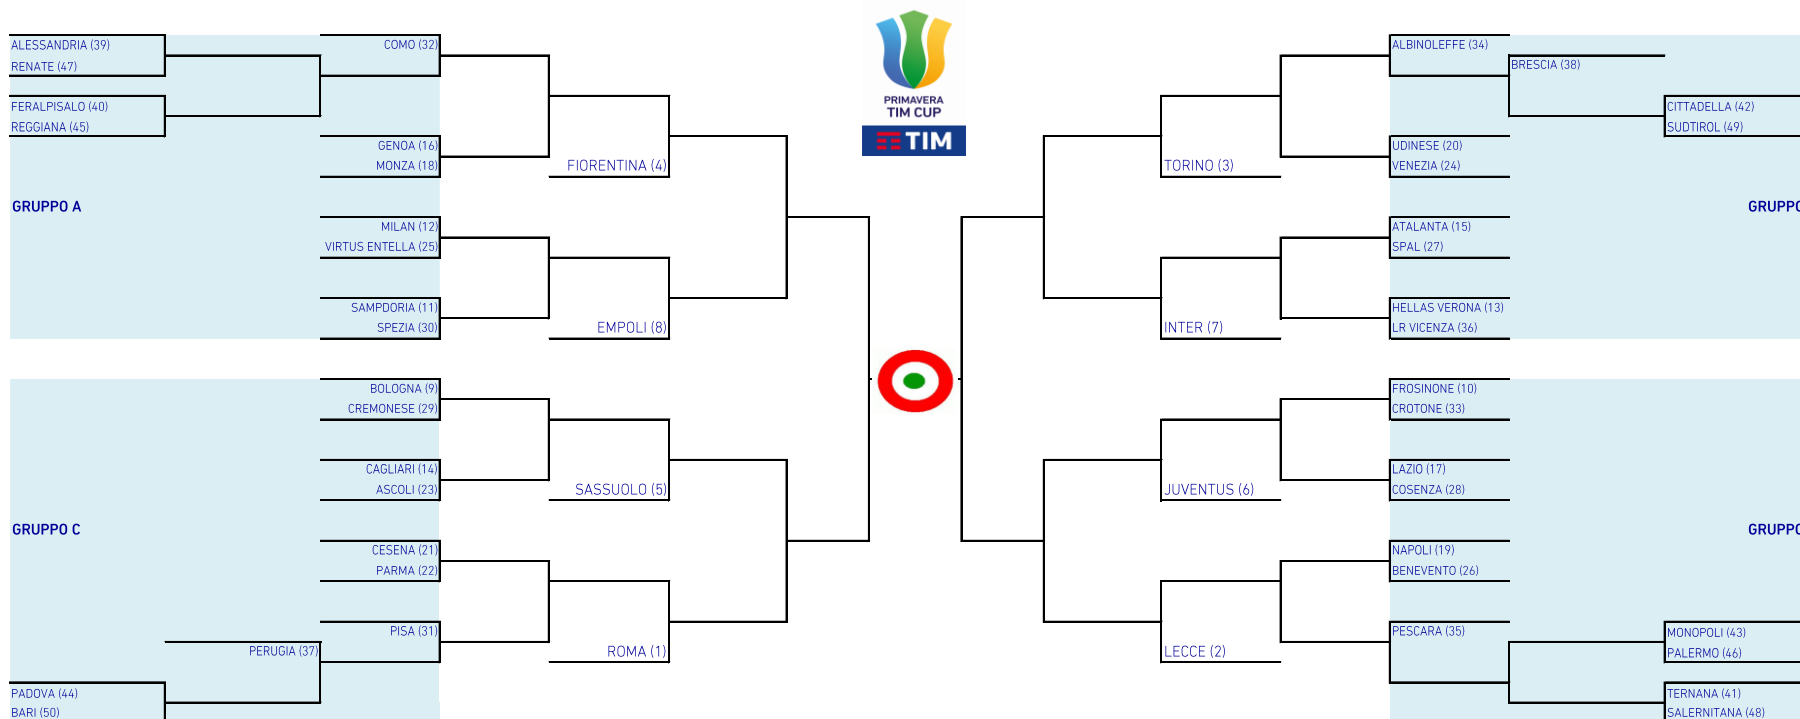 ALESSANDRIA (39)
RENATE (47)
FERALPISALO (40)
REGGIANA (45)
GRUPPO A
COMO (32)
GENOA (16)
MONZA (18)
MILAN (12)
VIRTUS ENTELLA (25)
SAMPDORIA (11)
SPEZIA (30)
FIORENTINA (4)
EMPOLI (8)
GRUPPO C
BOLOGNA (9)
CREMONESE (29)
CAGLIARI (14)
ASCOLI (23)
CESENA (21)
PARMA (22)
PISA (31)
PERUGIA (37)
PADOVA (44)
BARI (50)
SASSUOLO (5)
ROMA (1)
PRIMAVERA
TIM CUP
TIM
TORINO (3)
INTER (7)
ALBINOLEFFE (34)
BRESCIA (38)
CITTADELLA (42)
SUDTIROL (49)
UDINESE (20)
VENEZIA (24)
GRUPPO
ATALANTA (15)
SPAL (27)
HELLAS VERONA (13)
LR VICENZA (36)
JUVENTUS (6)
LECCE (2)
FROSINONE (10)
CROTONE (33)
LAZIO (17)
COSENZA (28)
GRUPPO
NAPOLI (19)
BENEVENTO (26)
PESCARA (35)
MONOPOLI (43)
PALERMO (46)
TERNANA (41)
SALERNITANA (48)